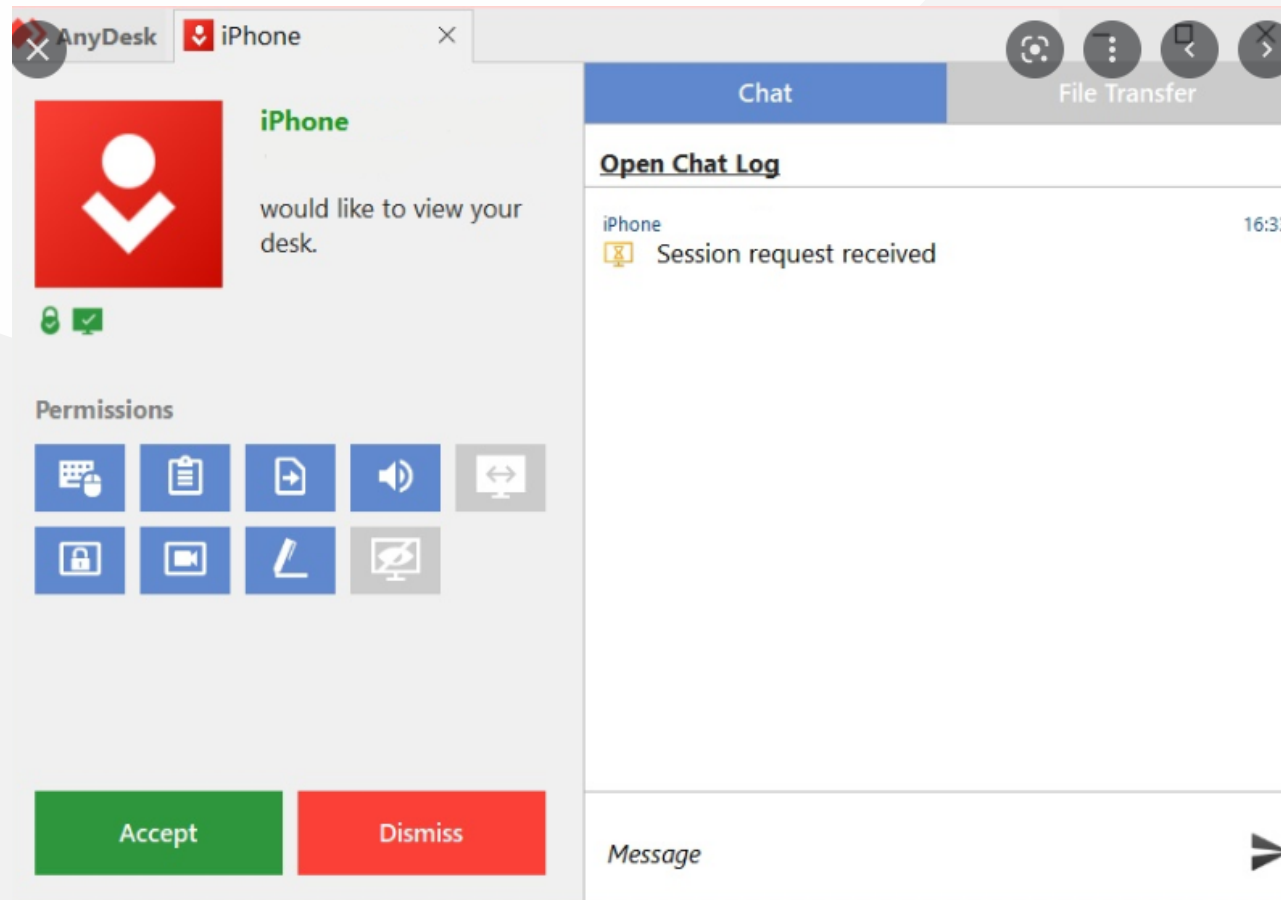 AnyDesk
iPhone
iPhone
would like to view your
desk.
Permissions
Accept
Dismiss
Chat
File Transfer
Open Chat Log
iPhone
Session request received
Message